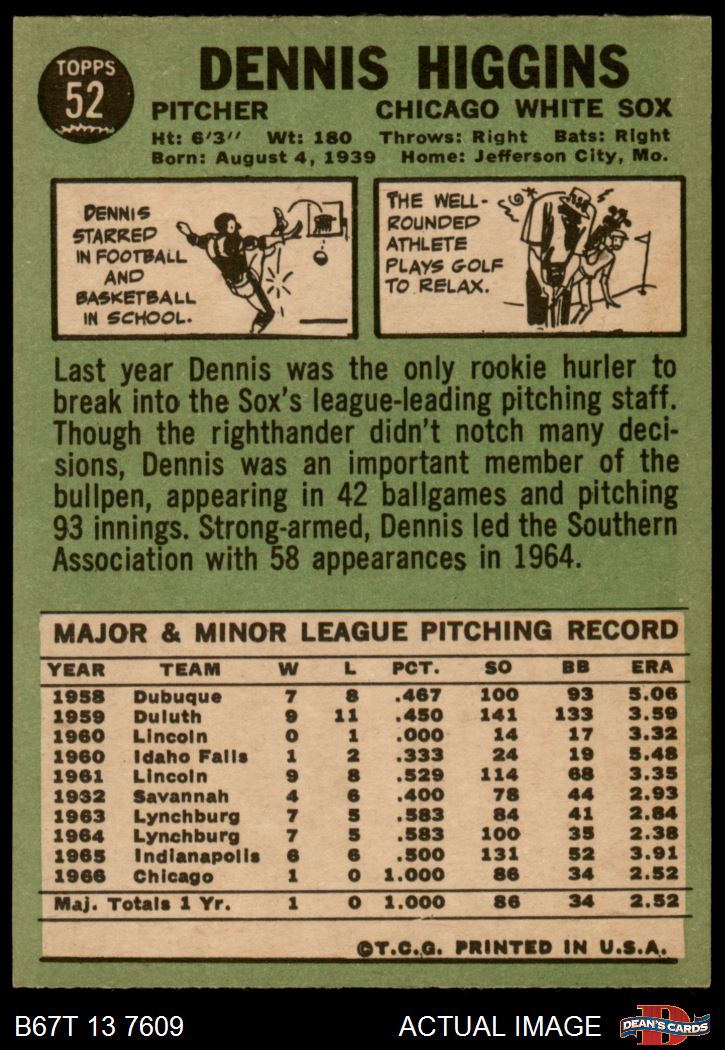 TOPPS
52
DENNIS HIGGINS
PITCHER CHICAGO WHITE SOX
Ht: 6'3" Wt: 180 Throws: Right Bats: Right
Born: August 4, 1939 Home: Jefferson City, Mo.
DENNIS
STARRED
IN FOOTBALL
AND
BASKETBALL
IN SCHOOL.
THE WELL-
ROUNDED
ATHLETE
PLAYS GOLF
TO RELAX.
Last year Dennis was the only rookie hurler to
break into the Sox's league-leading pitching staff.
Though the righthander didn't notch many deci-
sions, Dennis was an important member of the
bullpen, appearing in 42 ballgames and pitching
93 innings. Strong-armed, Dennis led the Southern
Association with 58 appearances in 1964.
MAJOR & MINOR LEAGUE PITCHING RECORD
YEAR TEAM W L PCT. SO BB ERA
1958 Dubuque 7 8 .467 100 93 5.06
1959 Duluth 9 11 .450 141 133 3.59
1960 Lincoln 0 1 .000 14 17 3.32
1960 Idaho Falls 1 2 .333 24 19 5.48
1961 Lincoln 9 8 .529 114 68 3.35
1932 Savannah 4 6 .400 78 44 2.93
1963 Lynchburg 7 5 .583 84 41 2.84
1964 Lynchburg 7 5 .583 100 35 2.38
1965 Indianapolis 6 6 .500 131 52 3.91
1966 Chicago 1 0 1.000 86 34 2.52
Maj. Totals 1 Yr. 1 0 1.000 86 34 2.52
©T.C.G. PRINTED IN U.S.A.
B67T 13 7609 ACTUAL IMAGE
D
DEAN'S CARDS